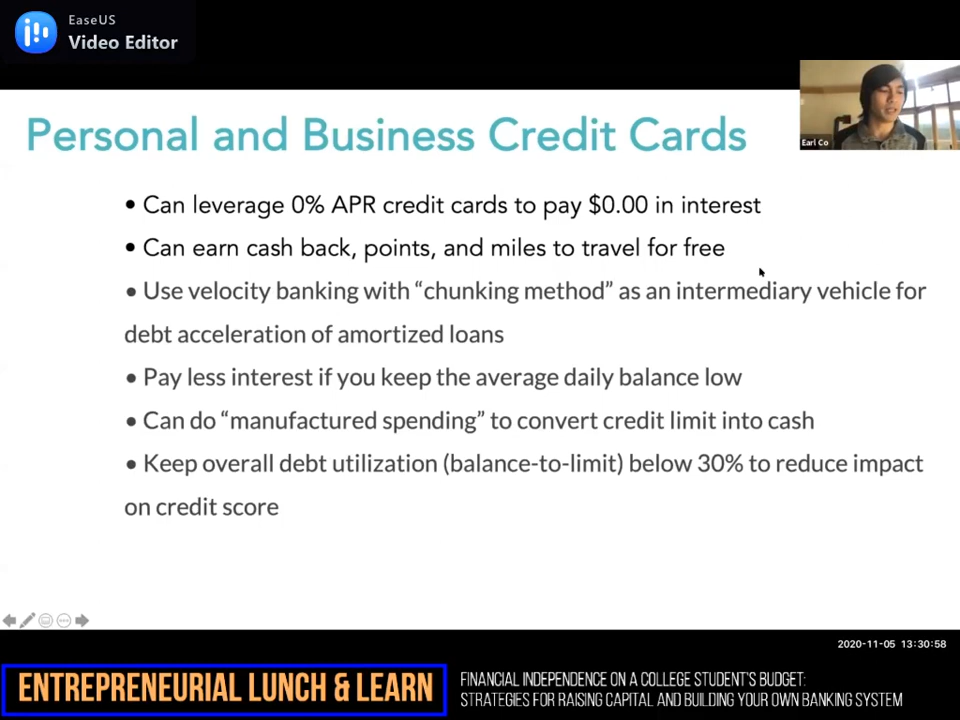 EaseUS
Video Editor
Personal and Business Credit Cards
Earl Co
• Can leverage 0% APR credit cards to pay $0.00 in interest
• Can earn cash back, points, and miles to travel for free
• Use velocity banking with “chunking method” as an intermediary vehicle for
debt acceleration of amortized loans
• Pay less interest if you keep the average daily balance low
• Can do “manufactured spending” to convert credit limit into cash
• Keep overall debt utilization (balance-to-limit) below 30% to reduce impact
on credit score
2020-11-05 13:30:58
ENTREPRENEURIAL LUNCH & LEARN
FINANCIAL INDEPENDENCE ON A COLLEGE STUDENT'S BUDGET:
STRATEGIES FOR RAISING CAPITAL AND BUILDING YOUR OWN BANKING SYSTEM